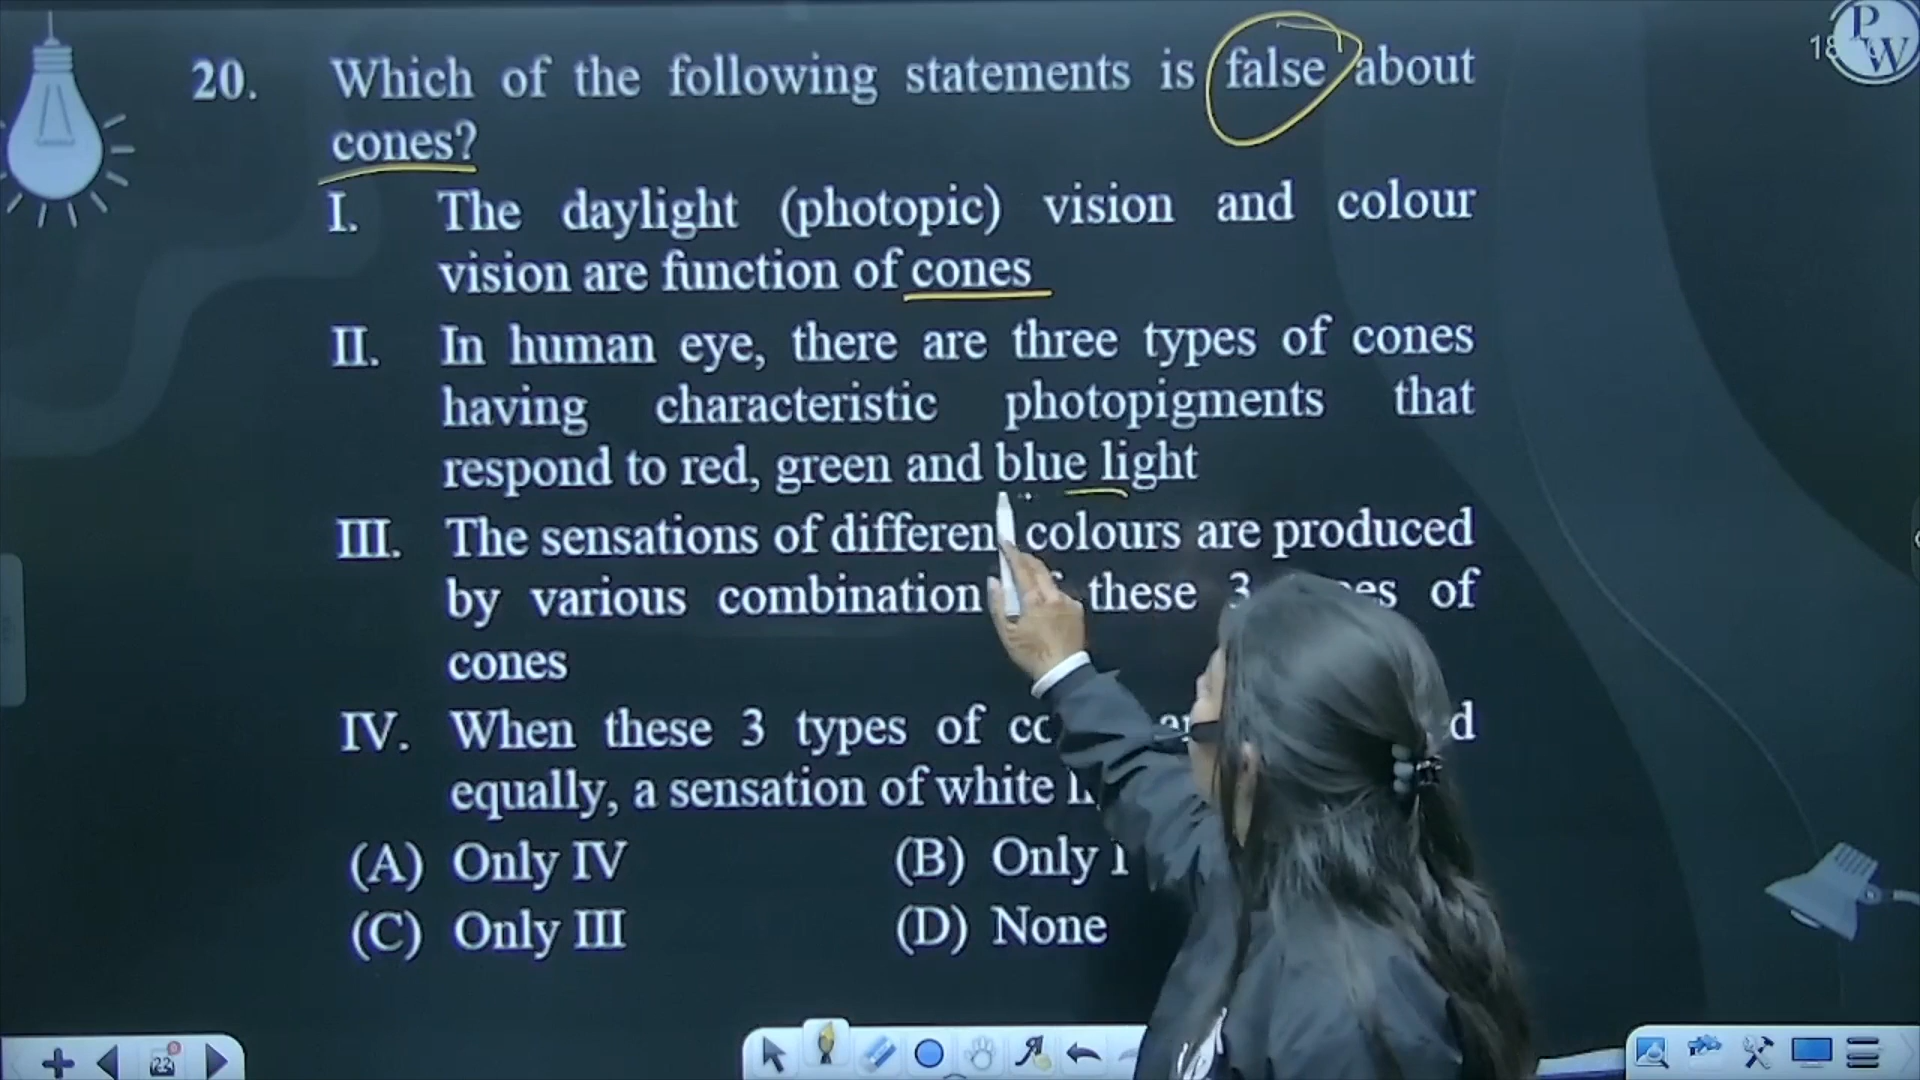 20. Which of the following statements is false about
cones?
I. The daylight (photopic) vision and colour
vision are function of cones
II. In human eye, there are three types of cones
having characteristic photopigments that
respond to red, green and blue light
III. The sensations of different colours are produced
by various combination these 3 of
cones
IV. When these 3 types of
equally, a sensation of white
(A) Only IV
(B) Only
(C) Only III
(D) None
PW